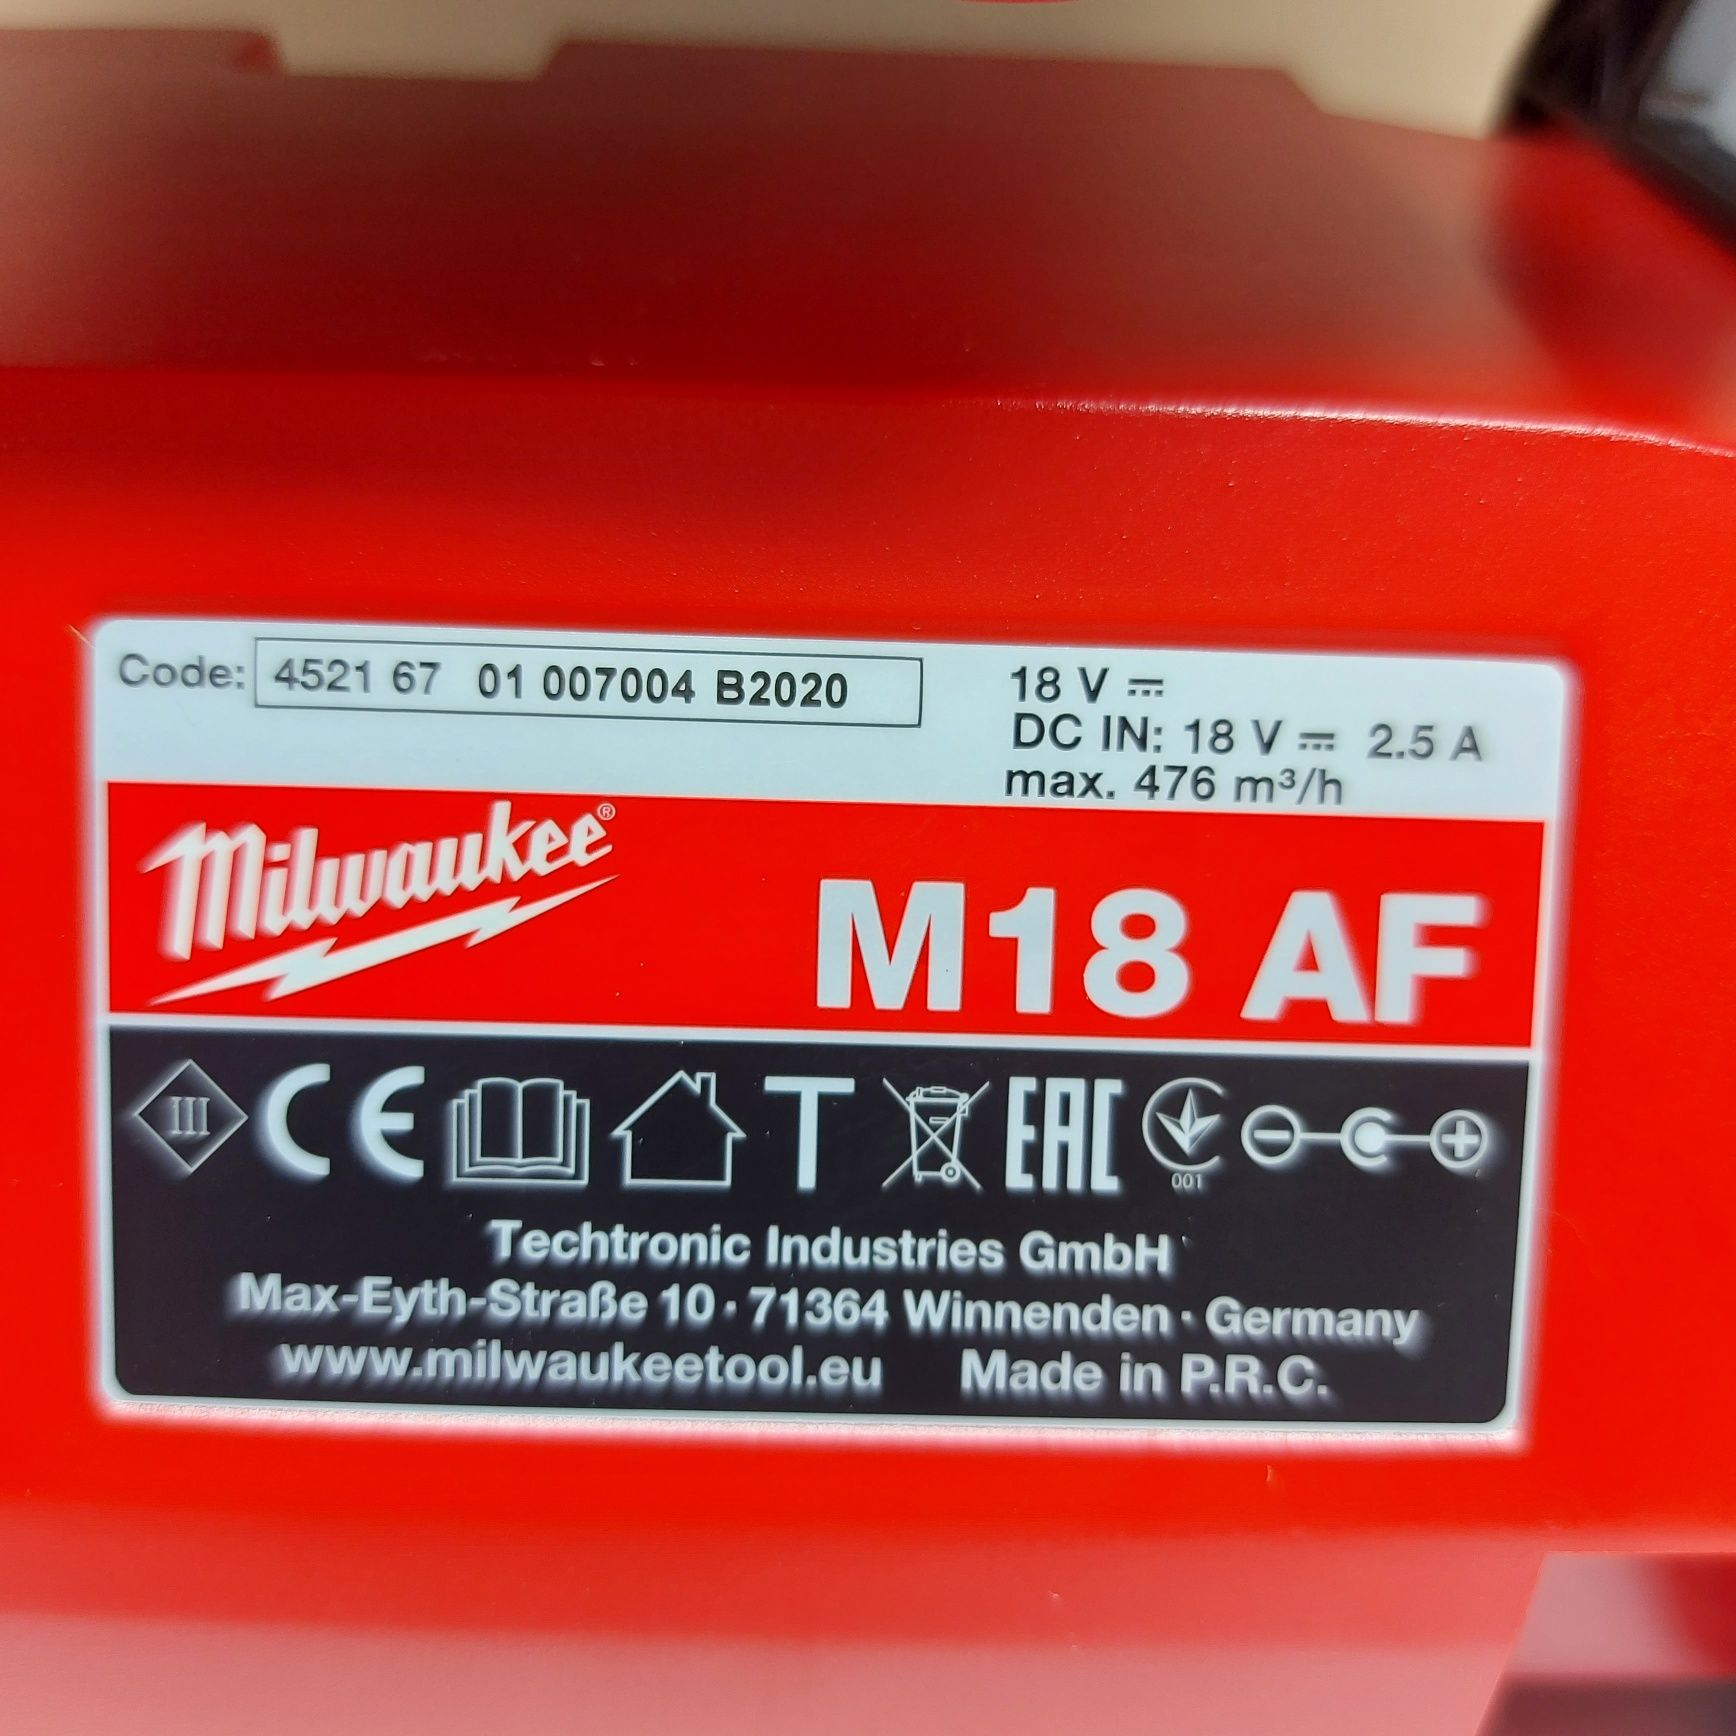 Code: 4521 67 01 007004 B2020
18 V ⎓
DC IN: 18 V ⎓ 2.5 A
max. 476 m³/h
Milwaukee®
M18 AF
III CE T EAC 001
Techtronic Industries GmbH
Max-Eyth-Straße 10 · 71364 Winnenden · Germany
www.milwaukeetool.eu Made in P.R.C.